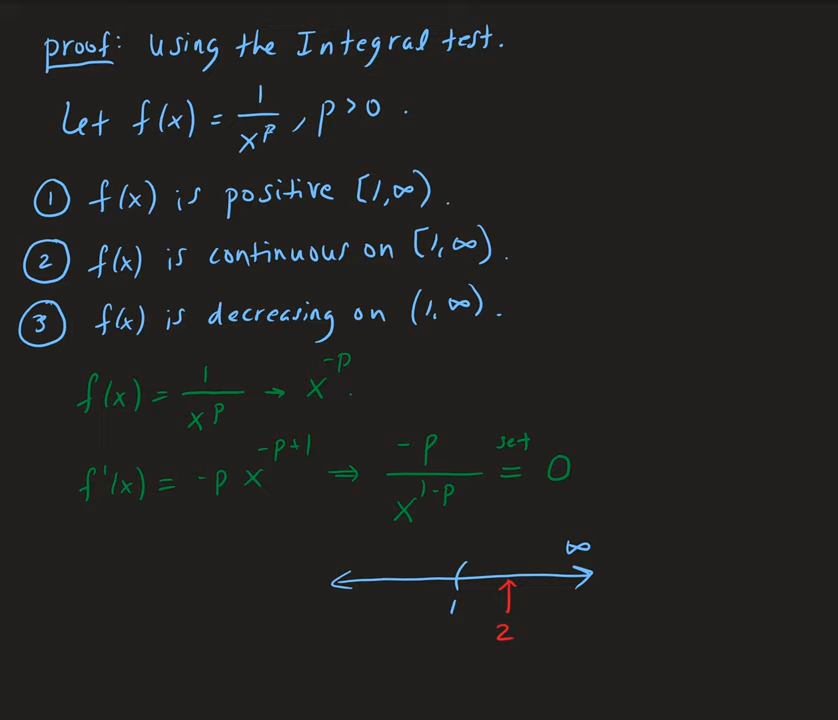 proof: using the Integral test.
Let f(x) = 1/x^p, p>0.
① f(x) is positive [1,∞).
② f(x) is continuous on [1,∞).
③ f(x) is decreasing on (1,∞).
f(x) = 1/x^p → x^-p.
f'(x) = -p x^-p+1 ⇒ -p/x^1-p set = 0
∞
(
1
2